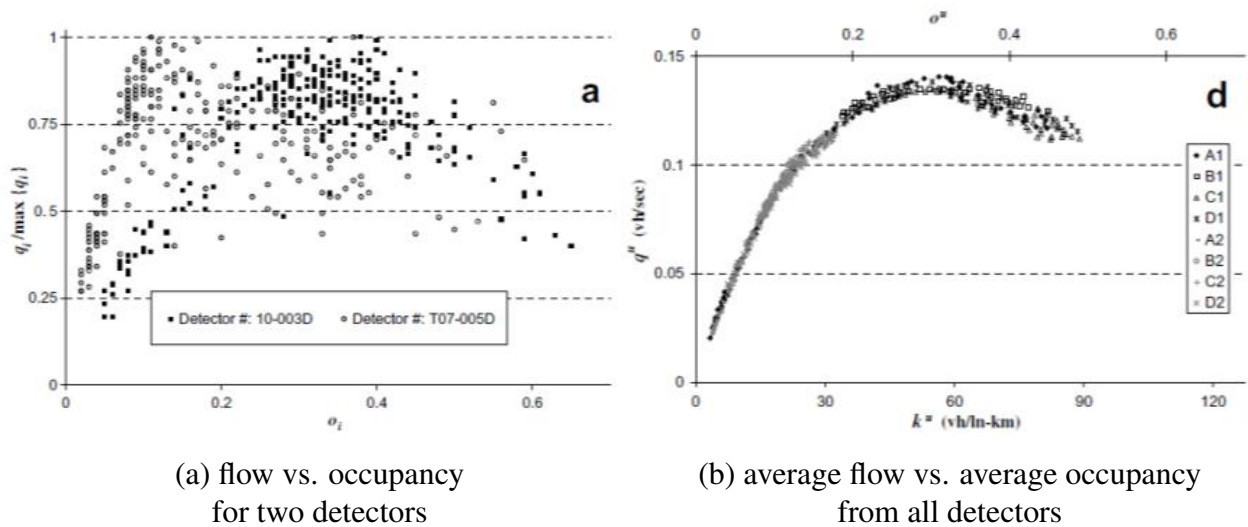 1
0.75
0.5
0.25
0
q_i/max {q_i}
a
■ Detector #: 10-003D ○ Detector #: T07-005D
0 0.2 0.4 0.6
o_i
o^u
0 0.2 0.4 0.6
0.15
0.1
0.05
0
q^u (vh/sec)
d
A1
B1
C1
D1
A2
B2
C2
D2
0 30 60 90 120
k^u (vh/ln-km)
(a) flow vs. occupancy
for two detectors
(b) average flow vs. average occupancy
from all detectors